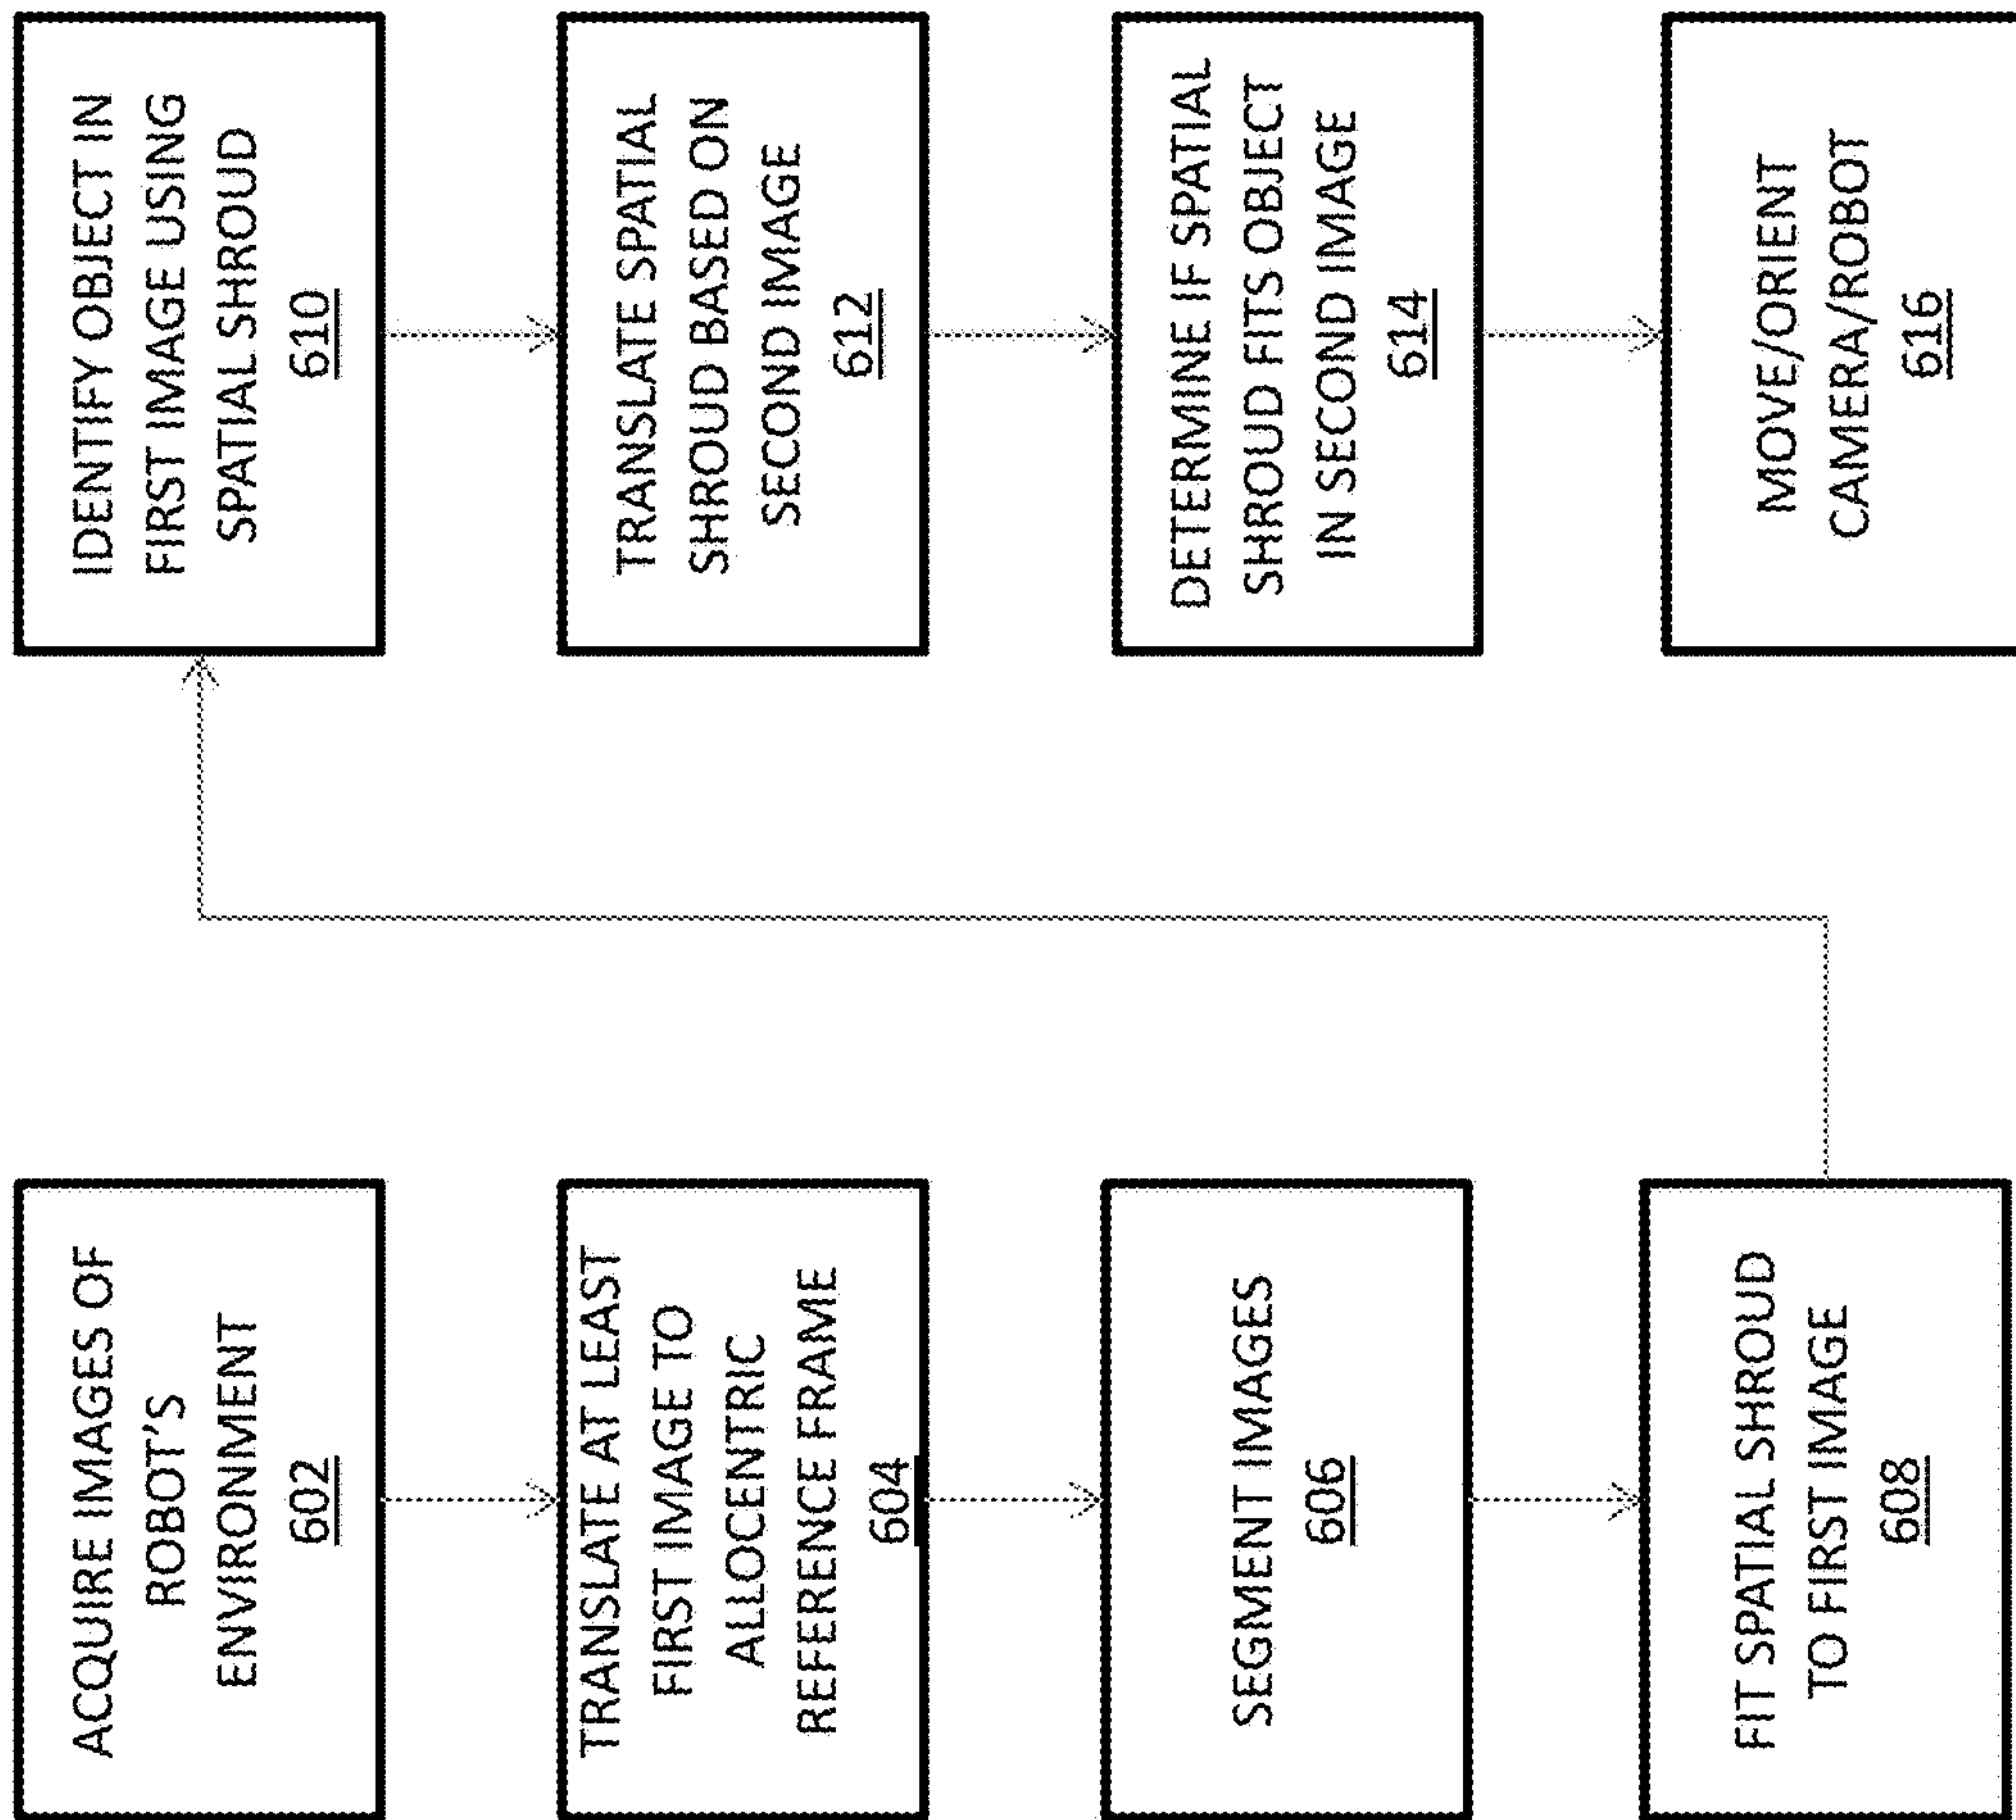 ACQUIRE IMAGES OF
ROBOT'S
ENVIRONMENT
602
TRANSLATE AT LEAST
FIRST IMAGE TO
ALLOCENTRIC
REFERENCE FRAME
604
SEGMENT IMAGES
606
FIT SPATIAL SHROUD
TO FIRST IMAGE
608
IDENTIFY OBJECT IN
FIRST IMAGE USING
SPATIAL SHROUD
610
TRANSLATE SPATIAL
SHROUD BASED ON
SECOND IMAGE
612
DETERMINE IF SPATIAL
SHROUD FITS OBJECT
IN SECOND IMAGE
614
MOVE/ORIENT
CAMERA/ROBOT
616